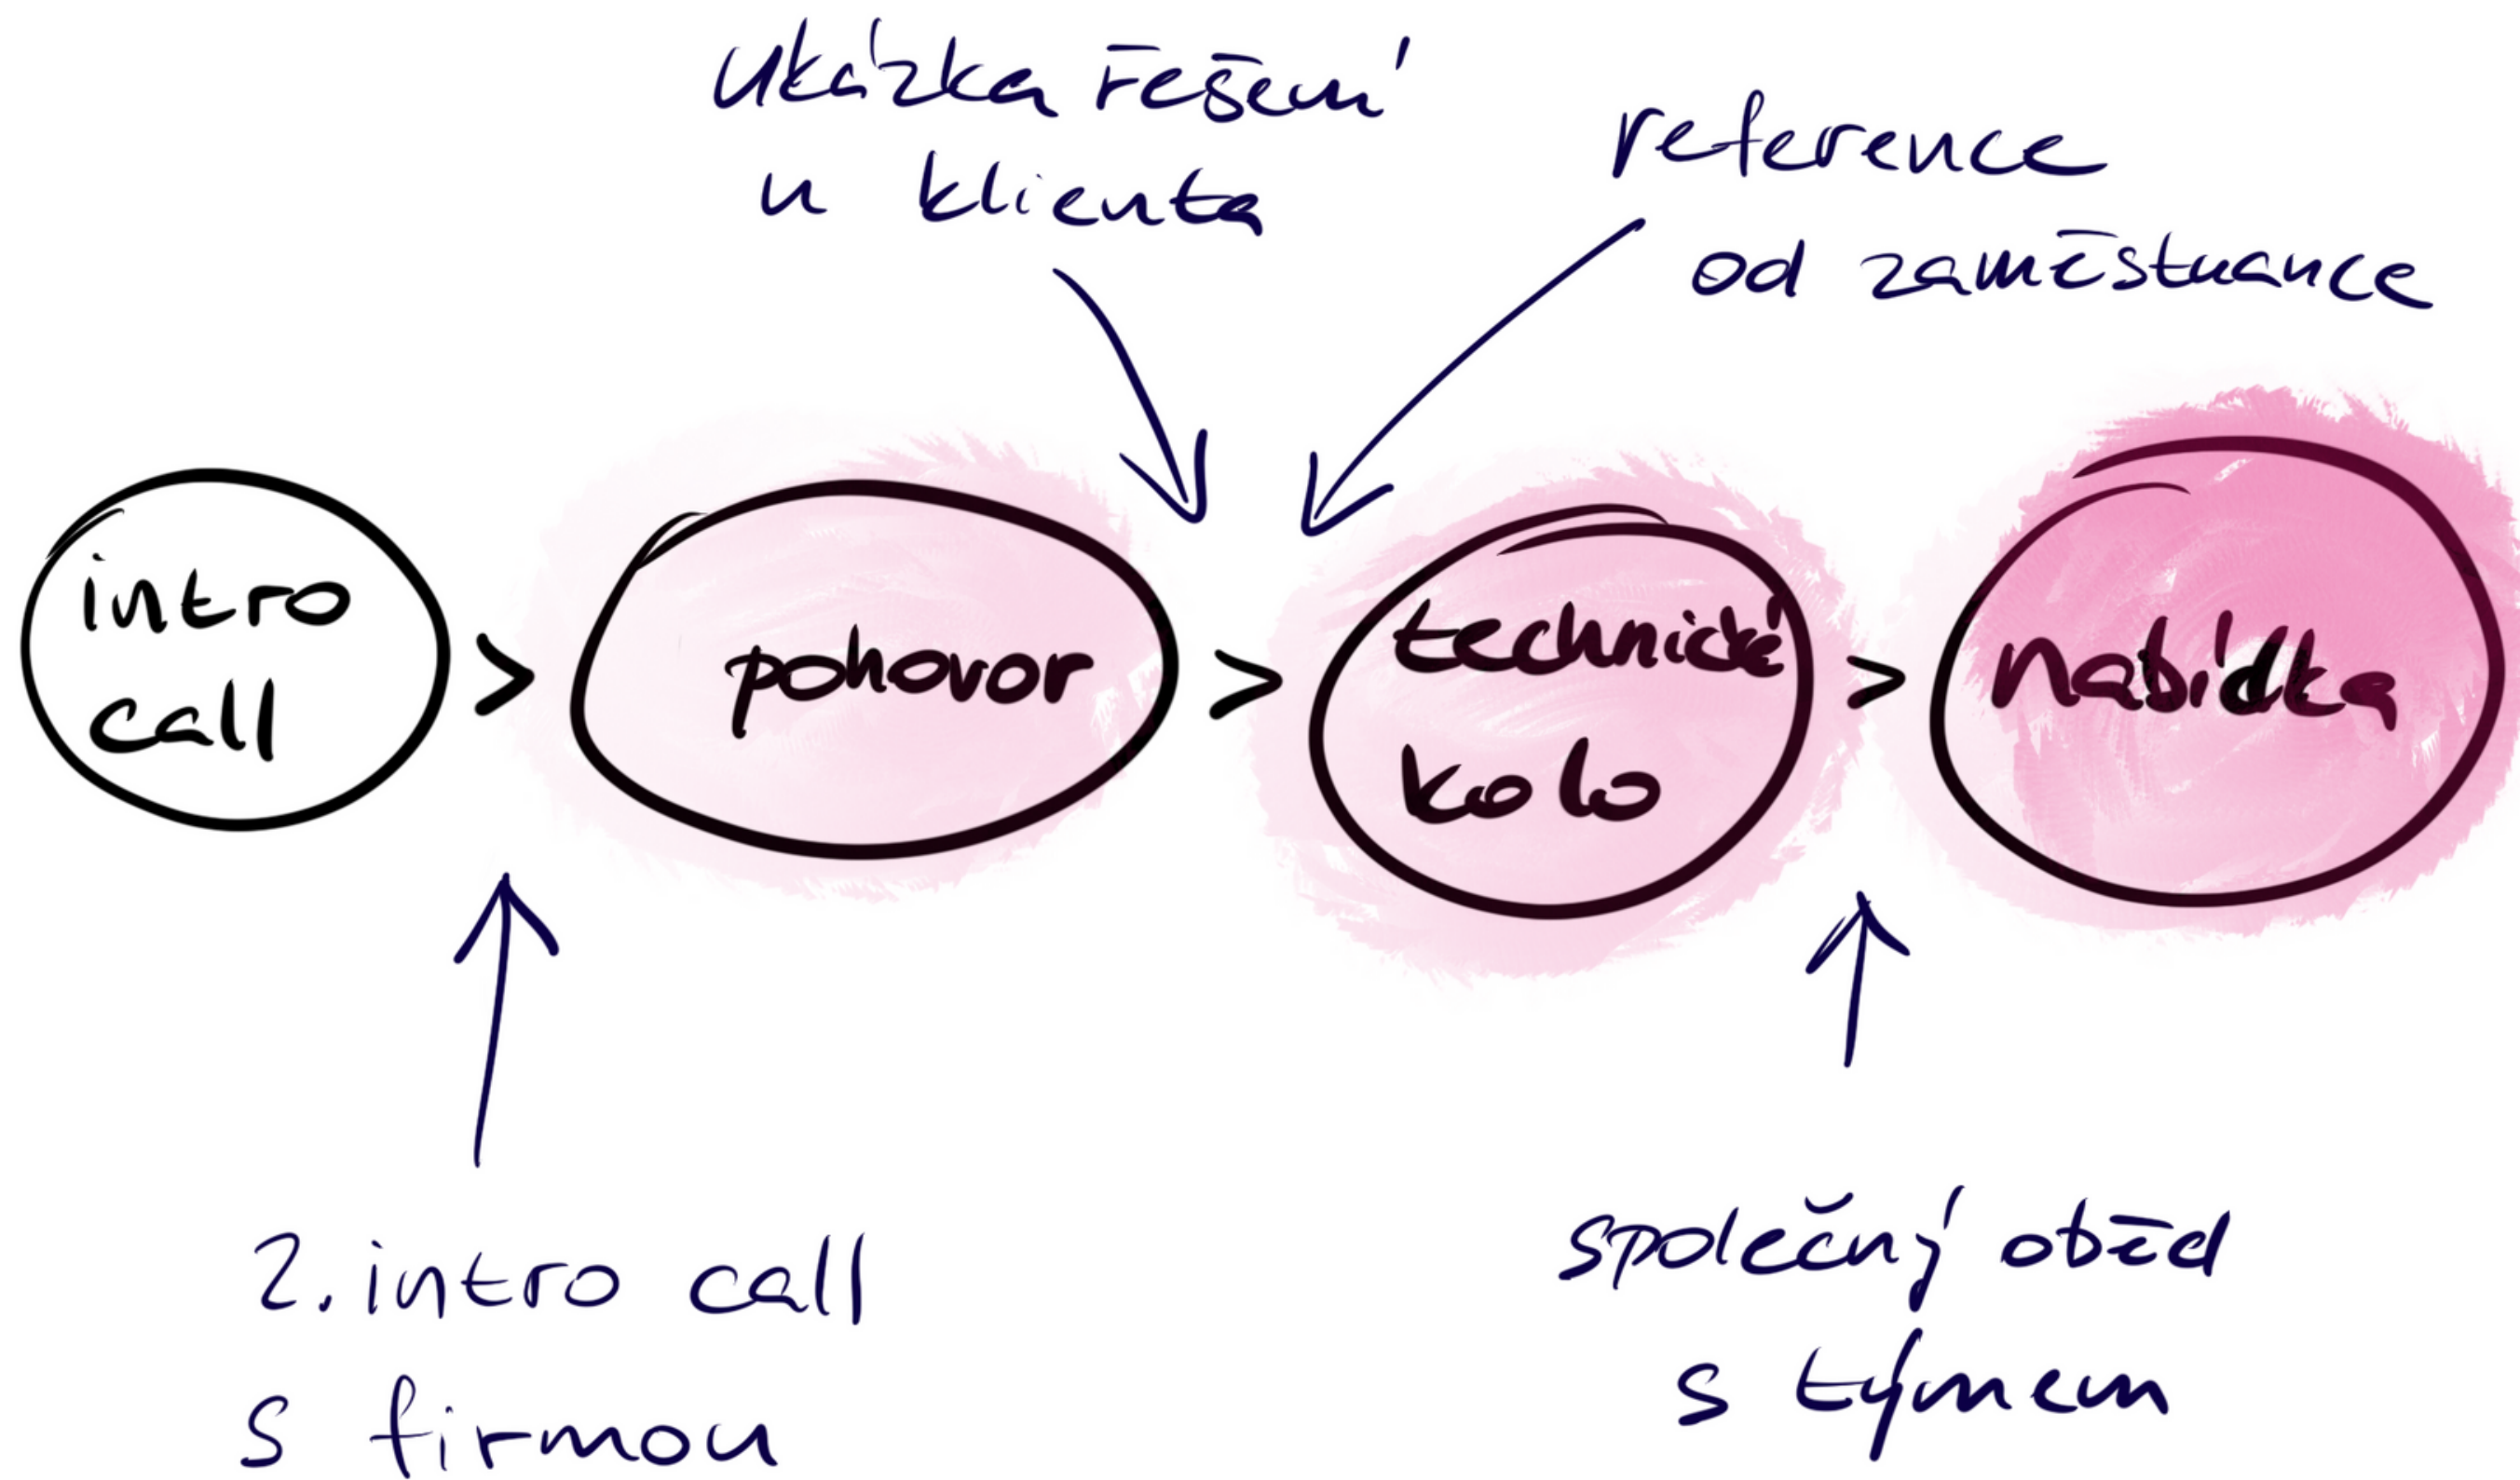 ukázka řešení
u klienta
reference
od zaměstnance
intro
call
>
pohovor
>
technické
kolo
>
nabídka
2. intro call
s firmou
společný oběd
s týmem